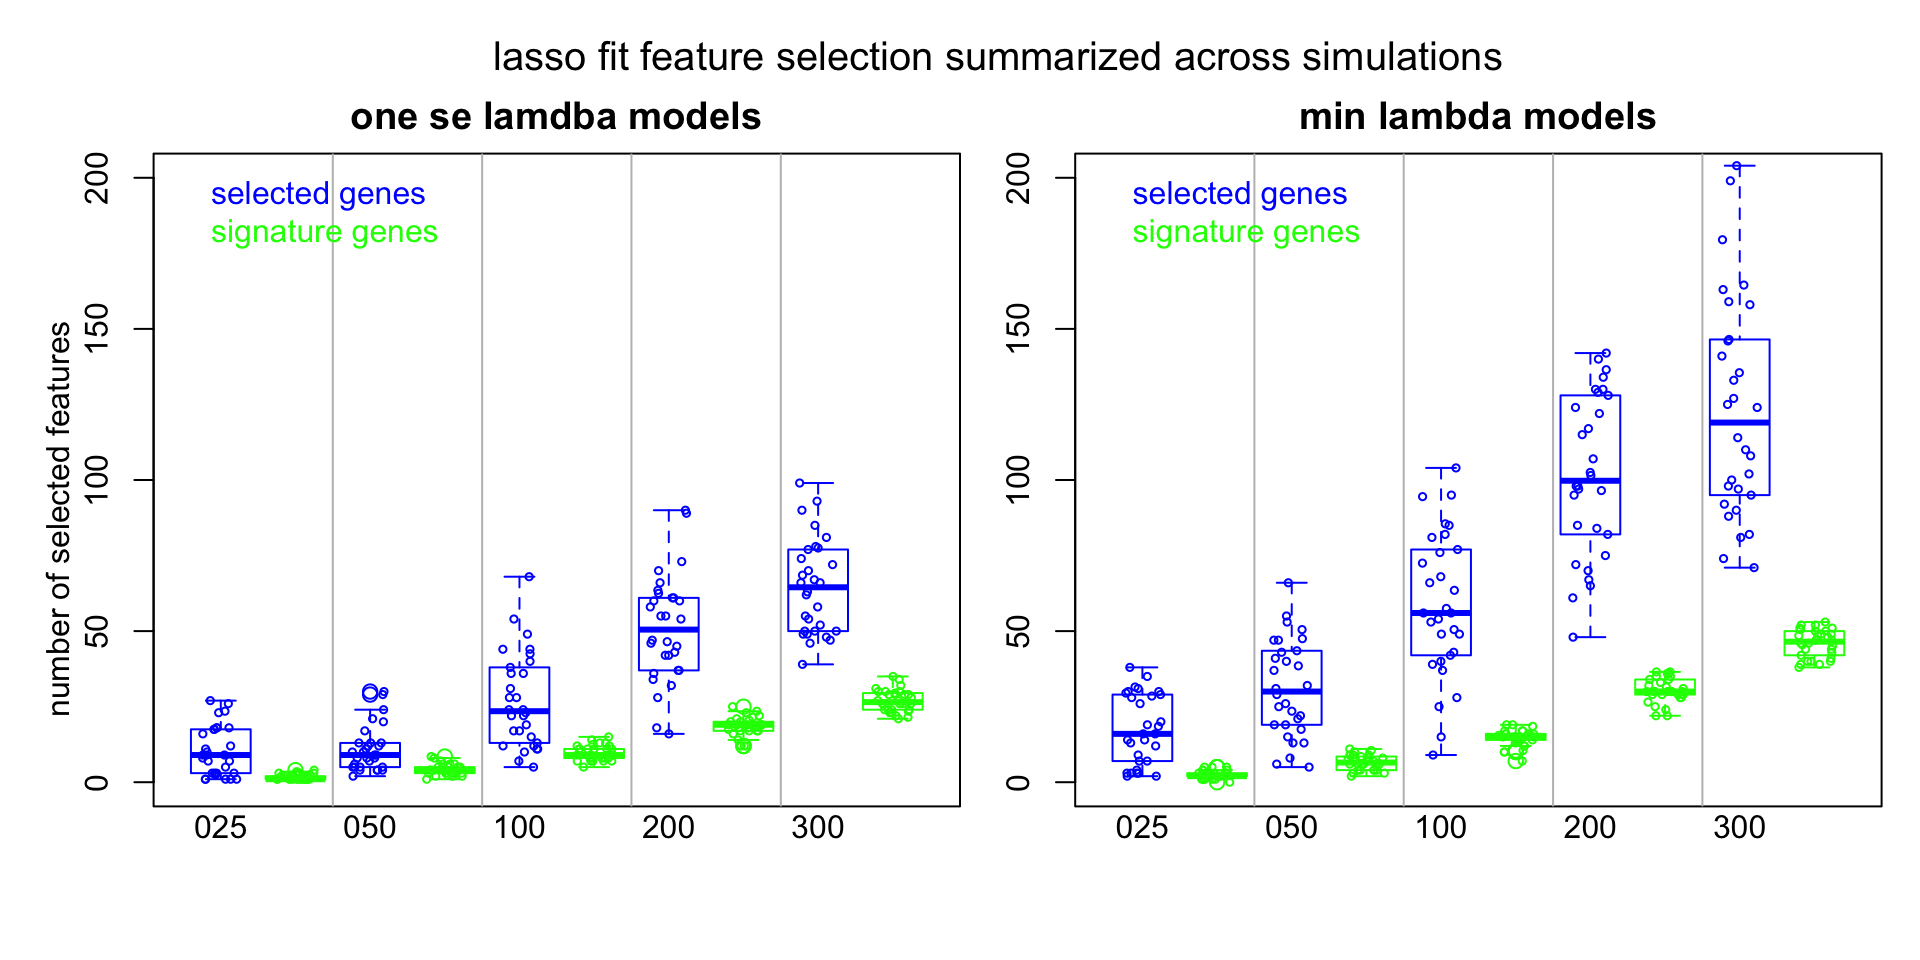 lasso fit feature selection summarized across simulations
one se lamdba models
number of selected features
200
150
100
50
0
selected genes
signature genes
025 050 100 200 300
min lambda models
200
150
100
50
0
selected genes
signature genes
025 050 100 200 300